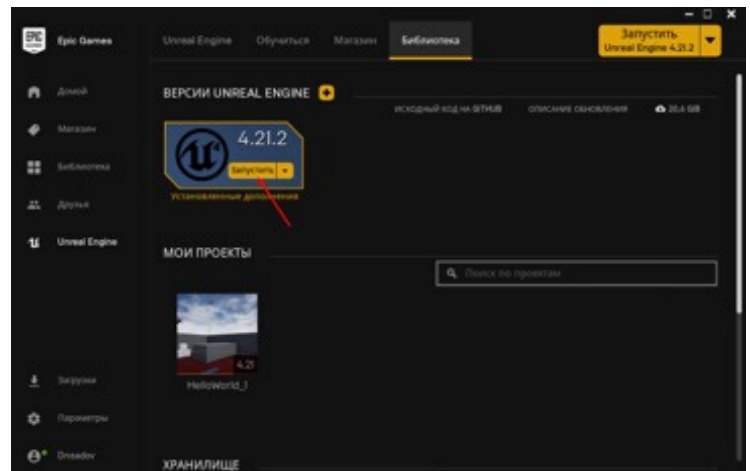 Epic Games
Unreal Engine
Обучиться
Магазин
Библиотека
Запустить
Unreal Engine 4.21.2
Домой
Магазин
Библиотека
Друзья
Unreal Engine
ВЕРСИИ UNREAL ENGINE
ИСХОДНЫЙ КОД НА GITHUB
ОПИСАНИЕ ОБНОВЛЕНИЯ
20,6 GB
4.21.2
Запустить
Установленные дополнения
МОИ ПРОЕКТЫ
Поиск по проектам
4.21
HelloWorld_1
Загрузки
Параметры
ХРАНИЛИЩЕ